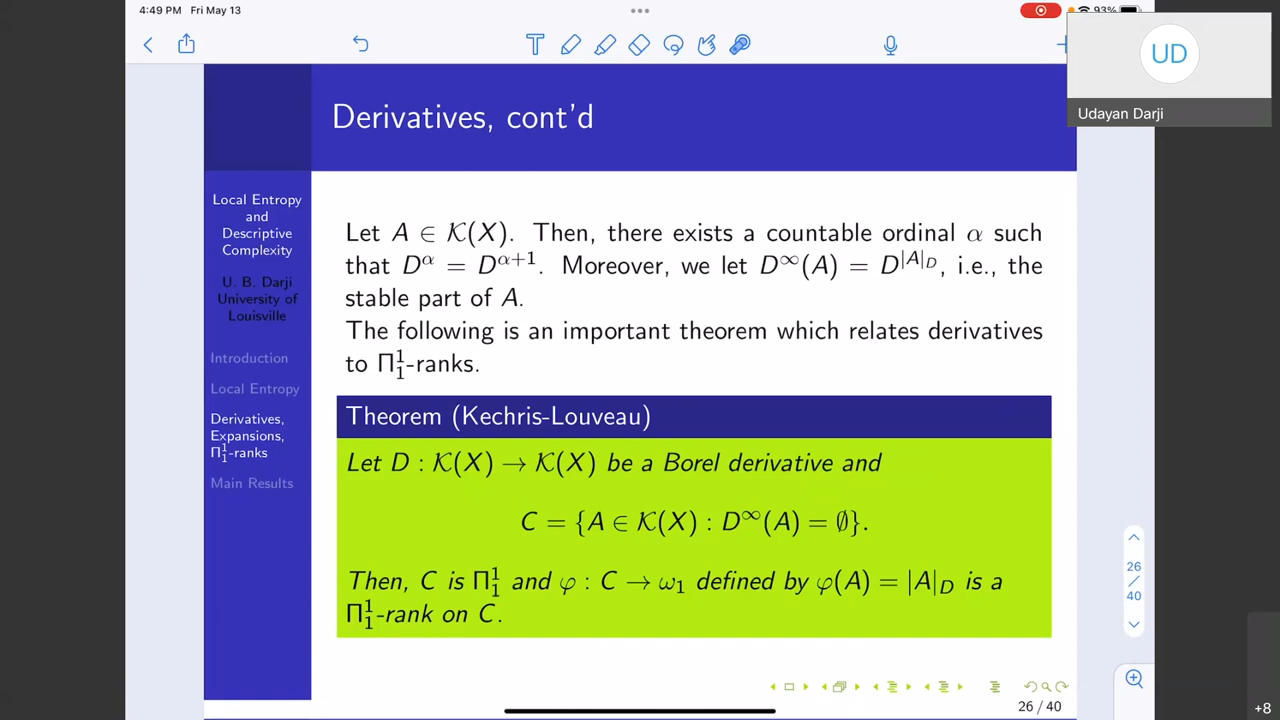 4:49 PM Fri May 13
93%
UD
Udayan Darji
Derivatives, cont'd
Local Entropy
and
Descriptive
Complexity
U. B. Darji
University of
Louisville
Introduction
Local Entropy
Derivatives,
Expansions,
Π¹₁-ranks
Main Results
Let A ∈ K(X). Then, there exists a countable ordinal α such
that D^α = D^{α+1}. Moreover, we let D^∞(A) = D^{|A|_D}, i.e., the
stable part of A.
The following is an important theorem which relates derivatives
to Π¹₁-ranks.
Theorem (Kechris-Louveau)
Let D : K(X) → K(X) be a Borel derivative and
C = {A ∈ K(X) : D^∞(A) = ∅}.
Then, C is Π¹₁ and φ : C → ω₁ defined by φ(A) = |A|_D is a
Π¹₁-rank on C.
26
/
40
26 / 40
+8